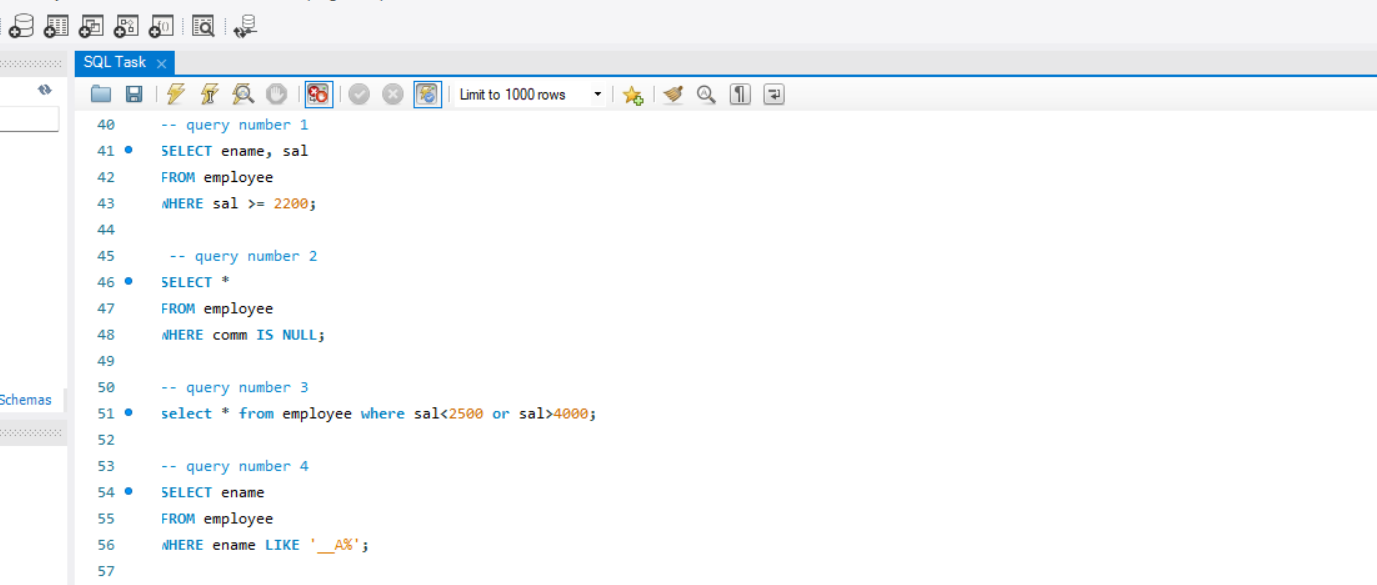 SQL Task
Limit to 1000 rows
40 -- query number 1
41 SELECT ename, sal
42 FROM employee
43 WHERE sal >= 2200;
44
45 -- query number 2
46 SELECT *
47 FROM employee
48 WHERE comm IS NULL;
49
50 -- query number 3
Schemas
51 select * from employee where sal<2500 or sal>4000;
52
53 -- query number 4
54 SELECT ename
55 FROM employee
56 WHERE ename LIKE '__A%';
57